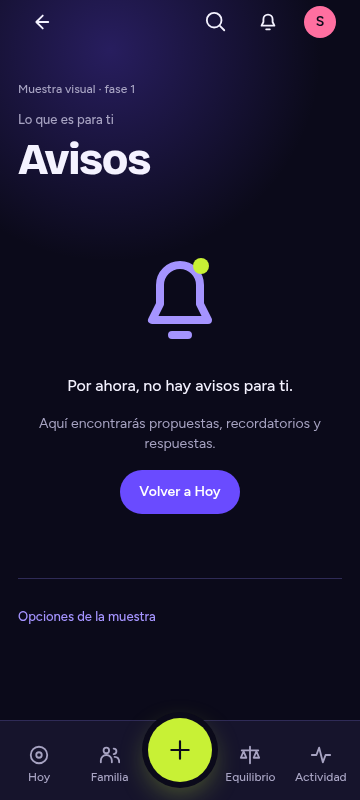 S
Muestra visual · fase 1
Lo que es para ti
Avisos
Por ahora, no hay avisos para ti.
Aquí encontrarás propuestas, recordatorios y
respuestas.
Volver a Hoy
Opciones de la muestra
Hoy
Familia
Equilibrio
Actividad